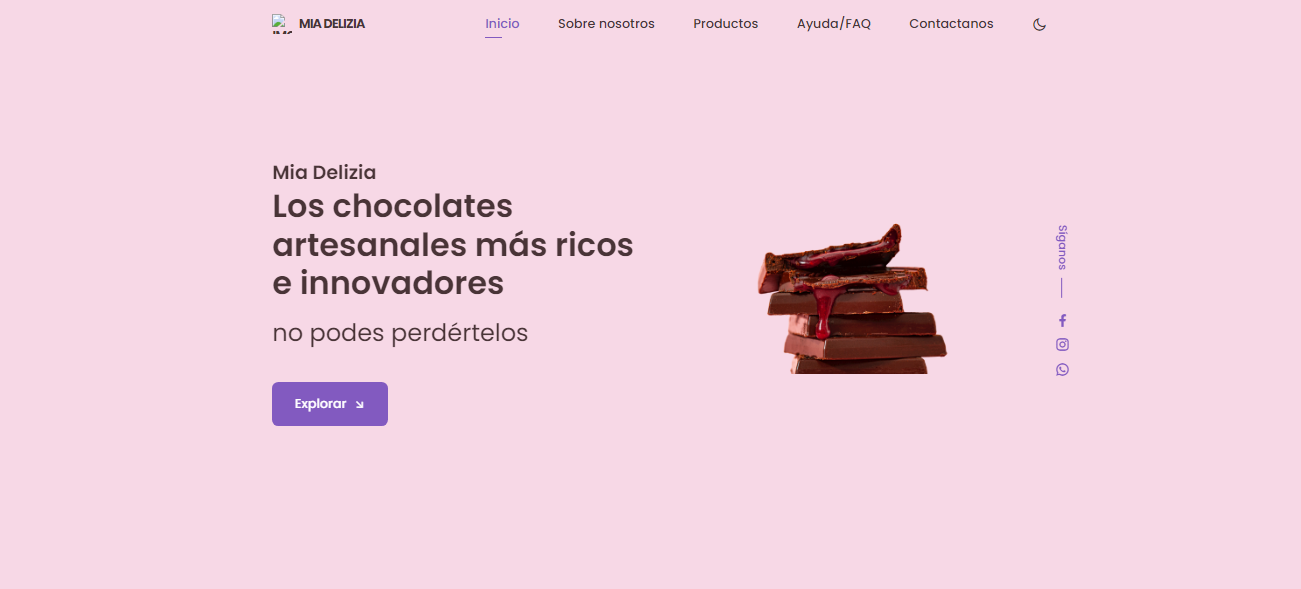 MIA DELIZIA
Inicio
Sobre nosotros
Productos
Ayuda/FAQ
Contactanos
Mia Delizia
Los chocolates
artesanales más ricos
e innovadores
no podes perdértelos
Explorar
Síganos